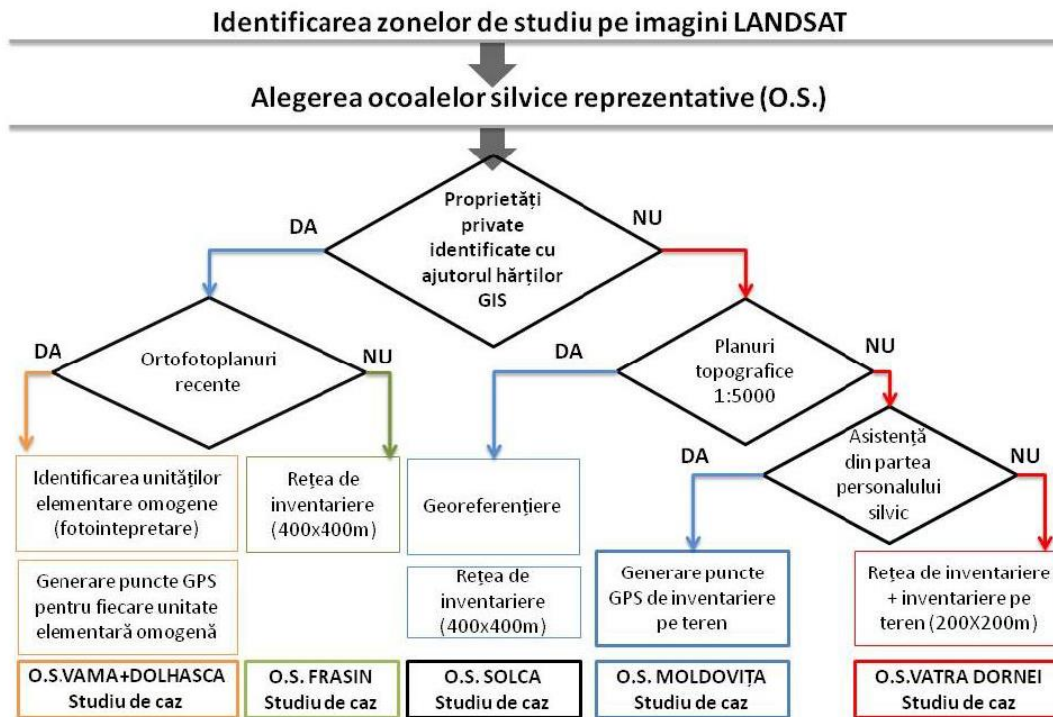 Identificarea zonelor de studiu pe imagini LANDSAT
Alegerea ocoalelor silvice reprezentative (O.S.)
Proprietăți
private
identificate cu
ajutorul hărților
GIS
DA
NU
Ortofotoplanuri
recente
DA
NU
Planuri
topografice
1:5000
DA
NU
Asistență
din partea
personalului
silvic
DA
NU
Identificarea unităților
elementare omogene
(fotointepretare)
Rețea de
inventariere
(400x400m)
Georeferențiere
Generare puncte GPS
pentru fiecare unitate
elementară omogenă
Rețea de
inventariere
(400x400m)
Generare puncte
GPS de inventariere
pe teren
Rețea de inventariere
+ inventariere pe
teren (200X200m)
O.S.VAMA+DOLHASCA
Studiu de caz
O.S. FRASIN
Studiu de caz
O.S. SOLCA
Studiu de caz
O.S. MOLDOVIȚA
Studiu de caz
O.S.VATRA DORNEI
Studiu de caz